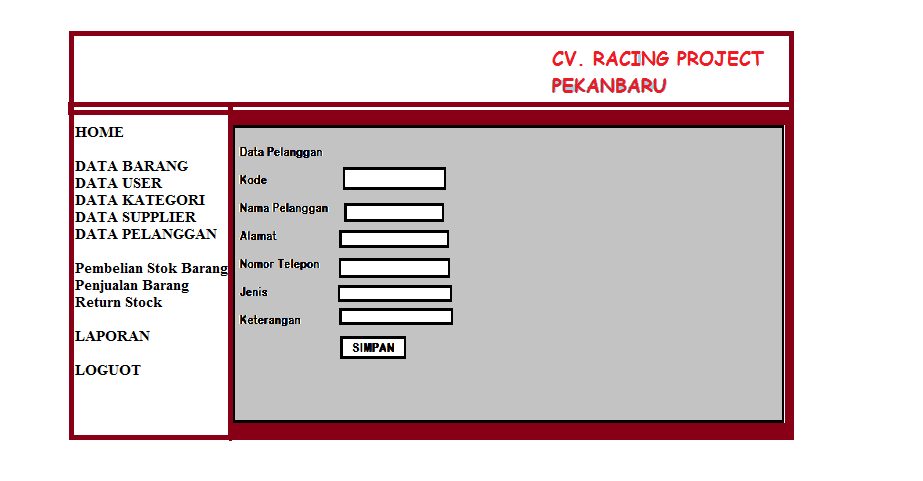 CV. RACING PROJECT
PEKANBARU
HOME
DATA BARANG
DATA USER
DATA KATEGORI
DATA SUPPLIER
DATA PELANGGAN
Pembelian Stok Barang
Penjualan Barang
Return Stock
LAPORAN
LOGUOT
Data Pelanggan
Kode
Nama Pelanggan
Alamat
Nomor Telepon
Jenis
Keterangan
SIMPAN